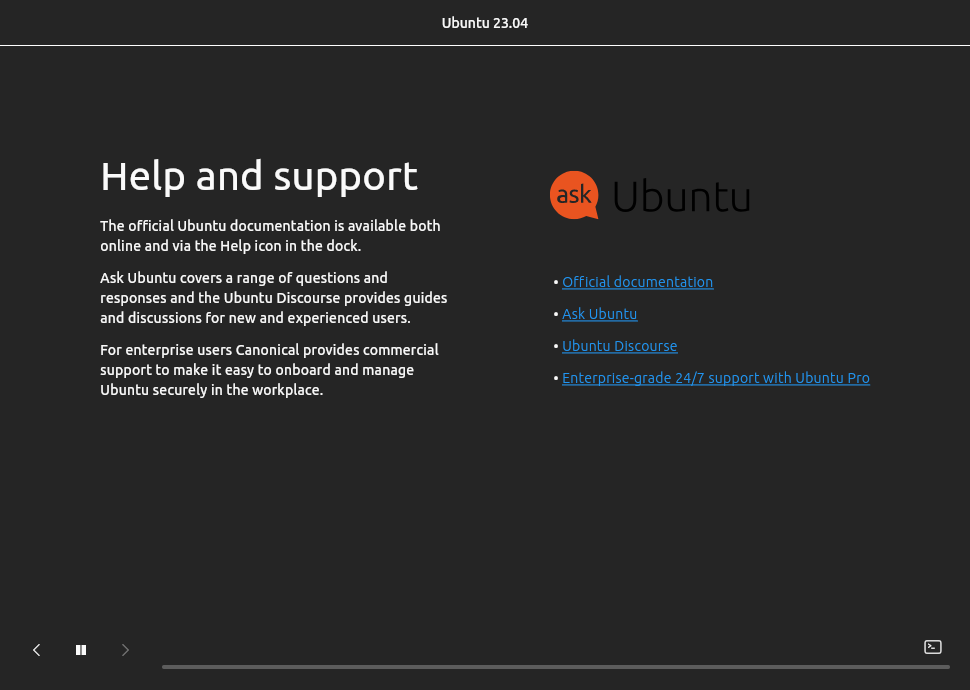 Ubuntu 23.04
Help and support
The official Ubuntu documentation is available both
online and via the Help icon in the dock.
Ask Ubuntu covers a range of questions and
responses and the Ubuntu Discourse provides guides
and discussions for new and experienced users.
For enterprise users Canonical provides commercial
support to make it easy to onboard and manage
Ubuntu securely in the workplace.
ask Ubuntu
• Official documentation
• Ask Ubuntu
• Ubuntu Discourse
• Enterprise-grade 24/7 support with Ubuntu Pro